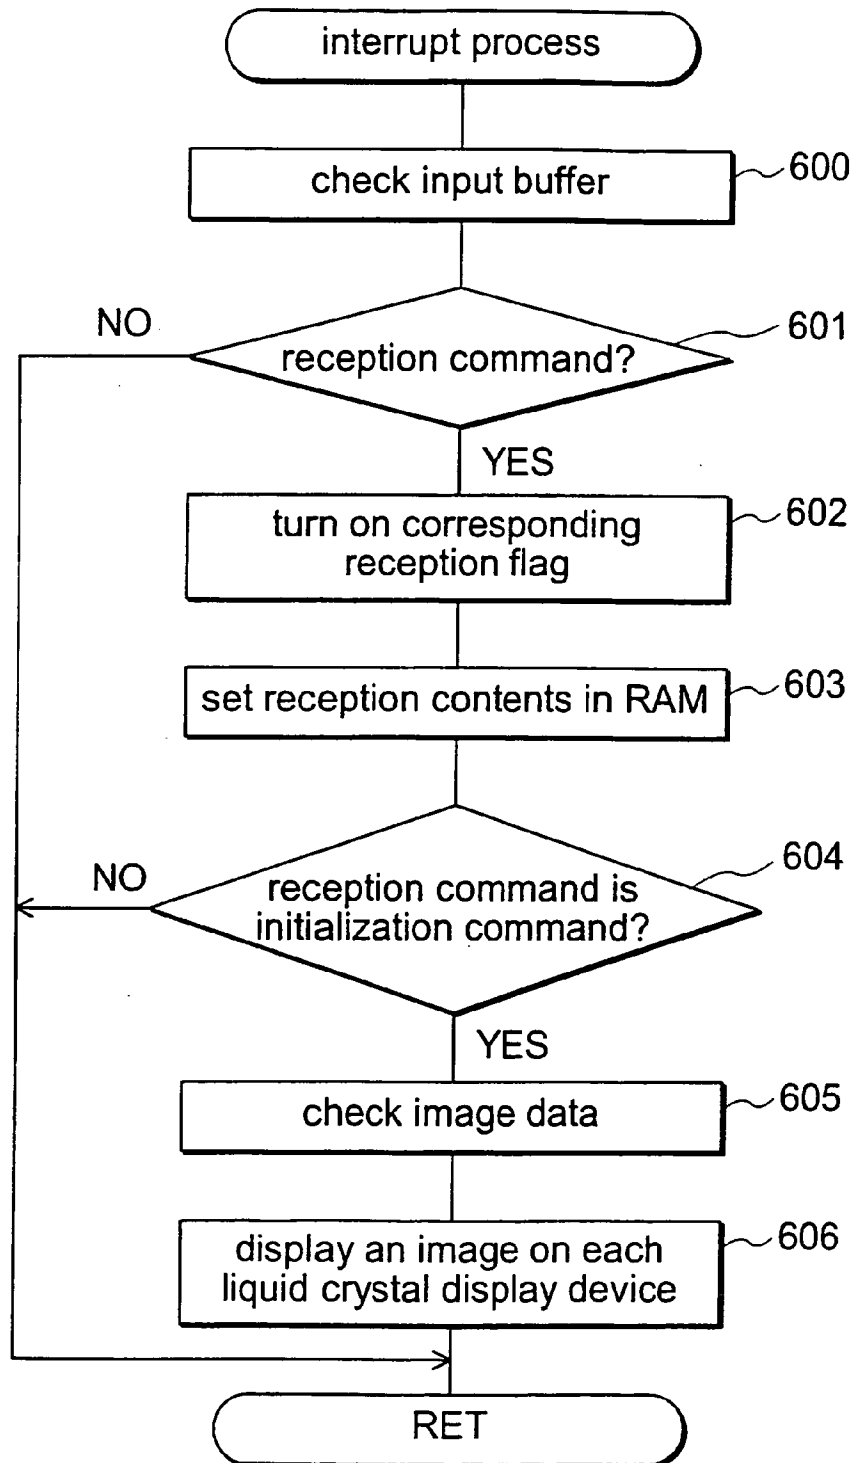 interrupt process
check input buffer
600
601
NO
reception command?
YES
602
turn on corresponding
reception flag
603
set reception contents in RAM
604
NO
reception command is
initialization command?
YES
605
check image data
606
display an image on each
liquid crystal display device
RET